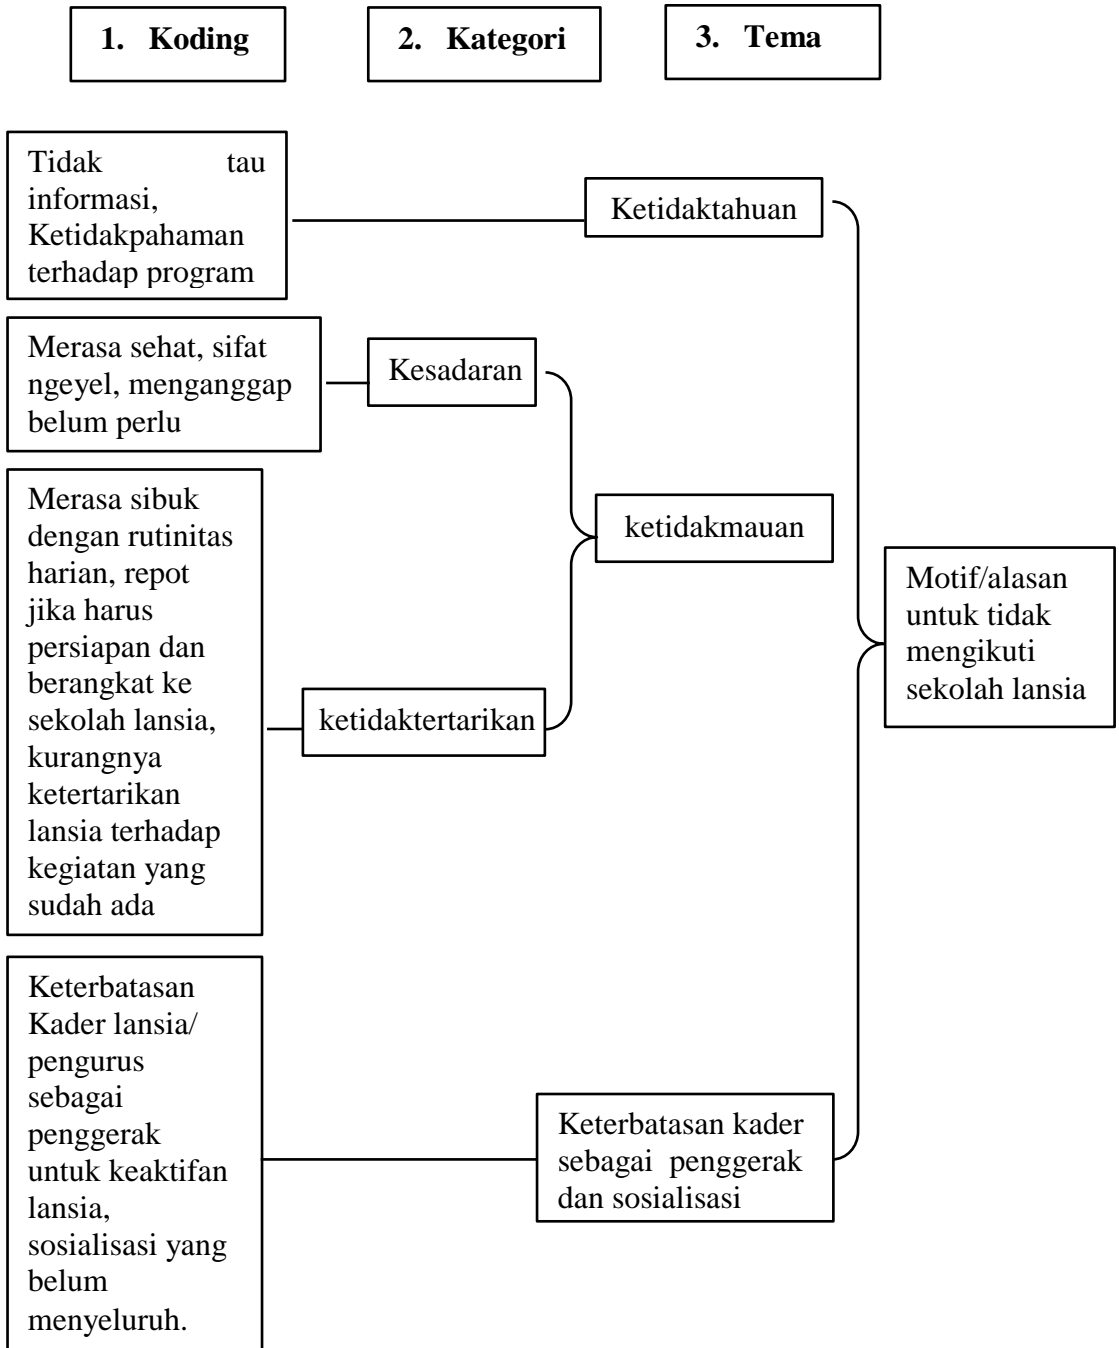 1. Koding
2. Kategori
3. Tema
Tidak tau
informasi,
Ketidakpahaman
terhadap program
Ketidaktahuan
Merasa sehat, sifat
ngeyel, menganggap
belum perlu
Kesadaran
Merasa sibuk
dengan rutinitas
harian, repot
jika harus
persiapan dan
berangkat ke
sekolah lansia,
kurangnya
ketertarikan
lansia terhadap
kegiatan yang
sudah ada
ketidaktertarikan
ketidakmauan
Motif/alasan
untuk tidak
mengikuti
sekolah lansia
Keterbatasan
Kader lansia/
pengurus
sebagai
penggerak
untuk keaktifan
lansia,
sosialisasi yang
belum
menyeluruh.
Keterbatasan kader
sebagai penggerak
dan sosialisasi